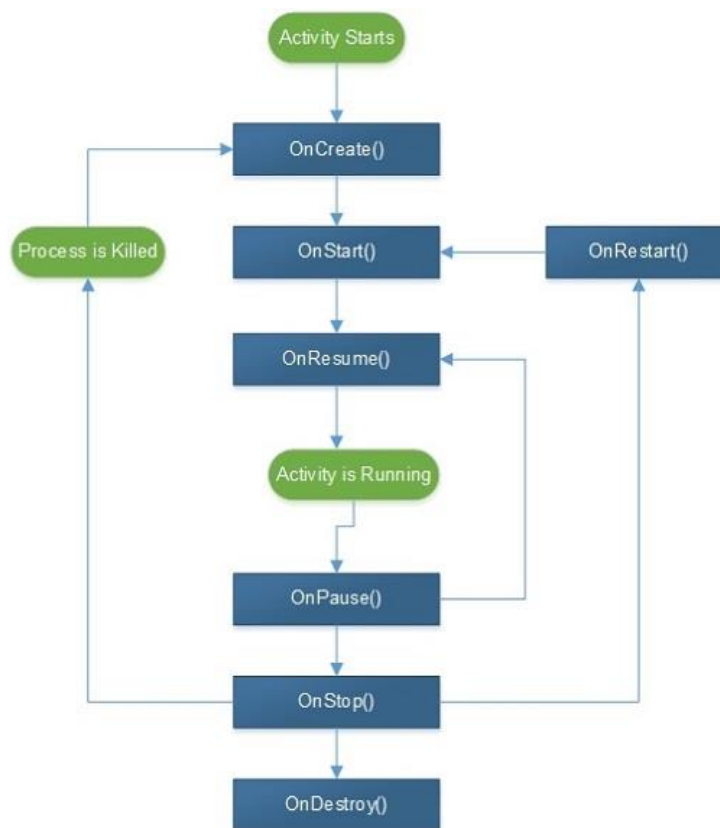 Activity Starts
OnCreate()
Process is Killed
OnStart()
OnRestart()
OnResume()
Activity is Running
OnPause()
OnStop()
OnDestroy()